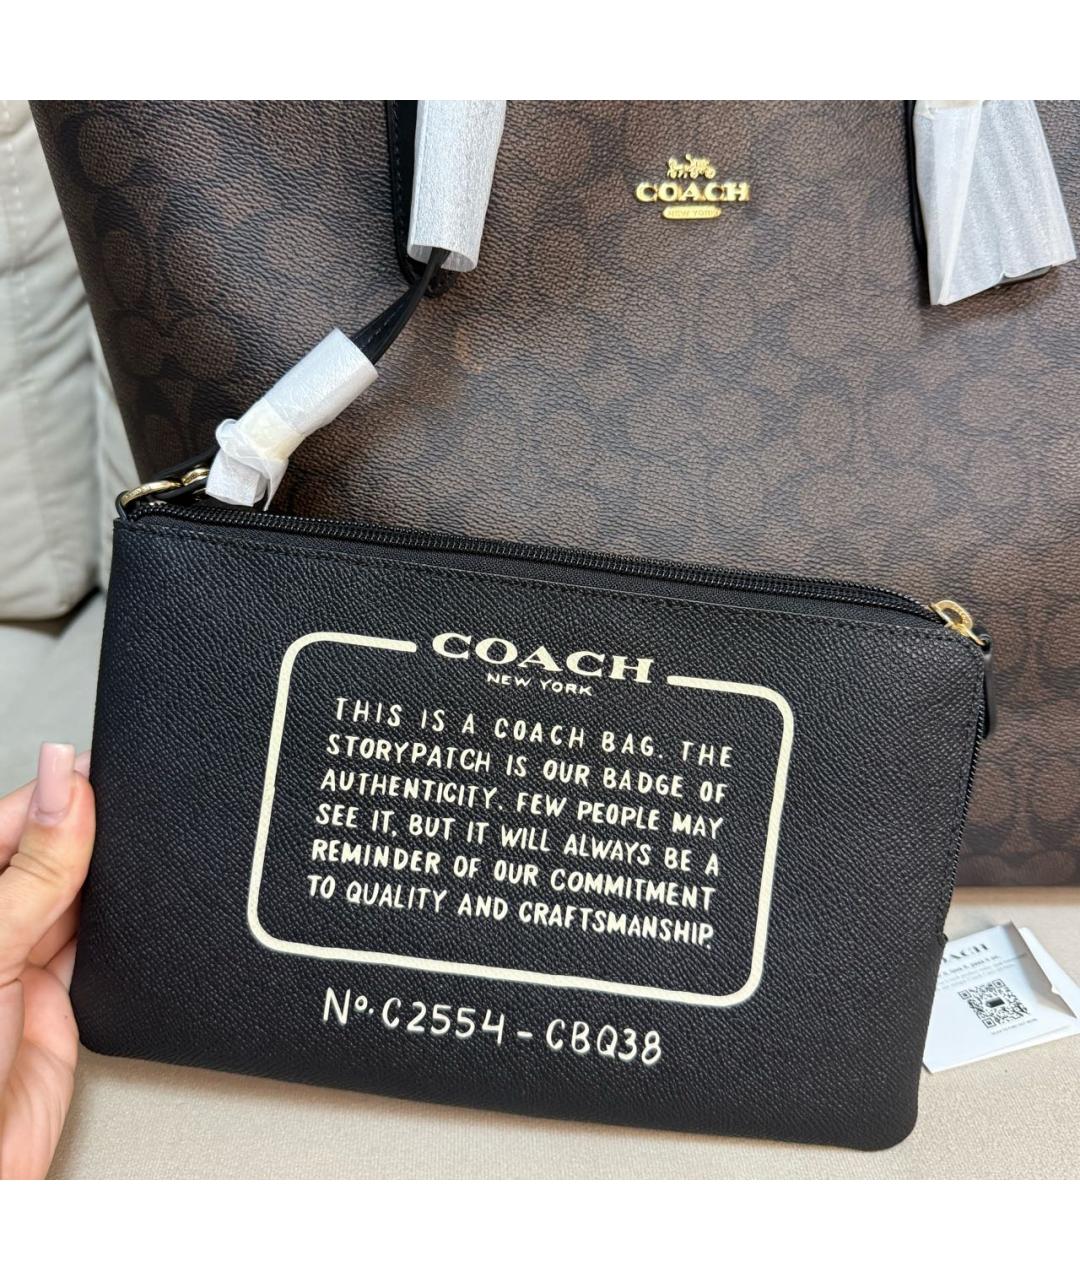 COACH
NEW YORK
COACH
NEW YORK
THIS IS A COACH BAG. THE
STORYPATCH IS OUR BADGE OF
AUTHENTICITY. FEW PEOPLE MAY
SEE IT, BUT IT WILL ALWAYS BE A
REMINDER OF OUR COMMITMENT
TO QUALITY AND CRAFTSMANSHIP.
No. C2554-CBQ38